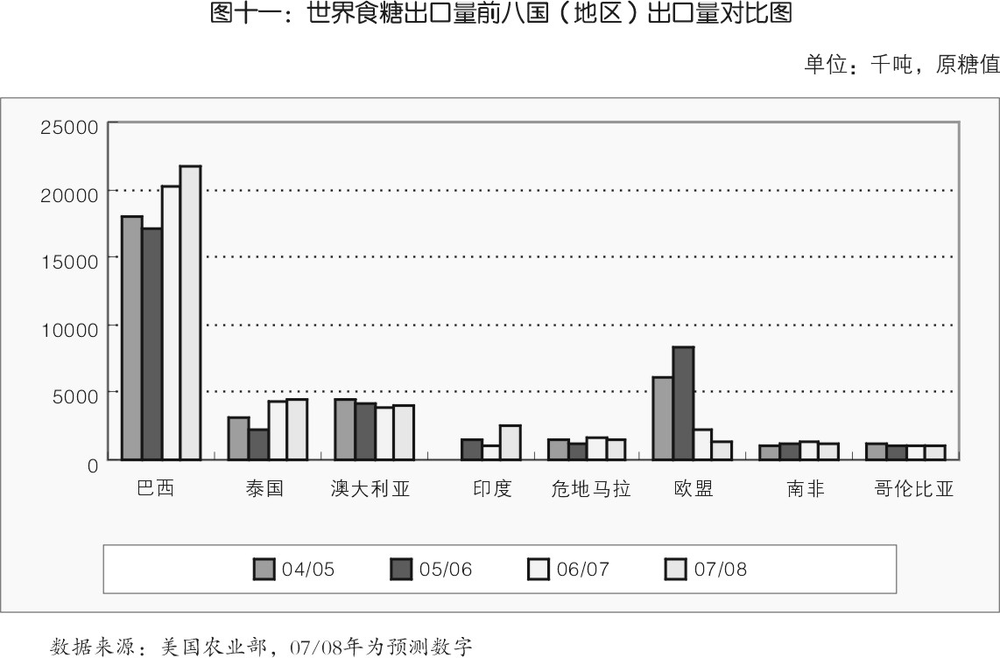 图十一：世界食糖出口量前八国（地区）出口量对比图
单位：千吨，原糖值
25000
20000
15000
10000
5000
0
巴西 泰国 澳大利亚 印度 危地马拉 欧盟 南非 哥伦比亚
04/05 05/06 06/07 07/08
数据来源：美国农业部，07/08年为预测数字